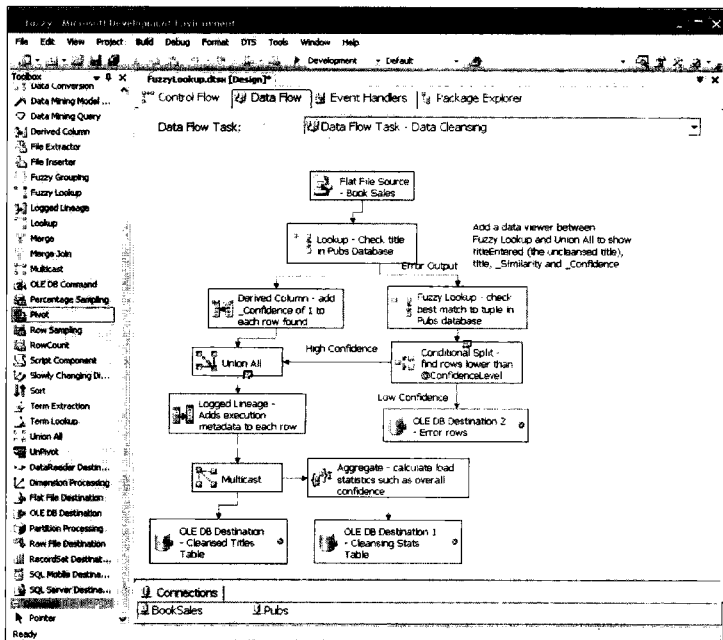 Fuzzy - Microsoft Development Environment
File Edit View Project Build Debug Format DTS Tools Window Help
Development Default
Toolbox
FuzzyLookup.dtsx [Design]*
Data Conversion
Data Mining Model ...
Data Mining Query
Derived Column
File Extractor
File Inserter
Fuzzy Grouping
Fuzzy Lookup
Logged Lineage
Lookup
Merge
Merge Join
Multicast
OLE DB Command
Percentage Sampling
Pivot
Row Sampling
RowCount
Script Component
Slowly Changing Di...
Sort
Term Extraction
Term Lookup
Union All
UnPivot
DataReader Destin...
Dimension Processing
Flat File Destination
OLE DB Destination
Partition Processing
Raw File Destination
RecordSet Destinat...
SQL Mobile Destina...
SQL Server Destina...
Pointer
Ready
Control Flow Data Flow Event Handlers Package Explorer
Data Flow Task: Data Flow Task - Data Cleansing
Flat File Source
- Book Sales
Lookup - Check title
in Pubs Database
Add a data viewer between
Fuzzy Lookup and Union All to show
titleEntered (the uncleansed title),
title, _Similarity and _Confidence
Error Output
Derived Column - add
_Confidence of 1 to
each row found
Fuzzy Lookup - check
best match to tuple in
Pubs database
Union All
High Confidence
Conditional Split -
find rows lower than
@ConfidenceLevel
Low Confidence
Logged Lineage -
Adds execution
metadata to each row
OLE DB Destination 2
- Error rows
Multicast
Aggregate - calculate load
statistics such as overall
confidence
OLE DB Destination
- Cleansed Titles
Table
OLE DB Destination 1
- Cleansing Stats
Table
Connections
BookSales Pubs